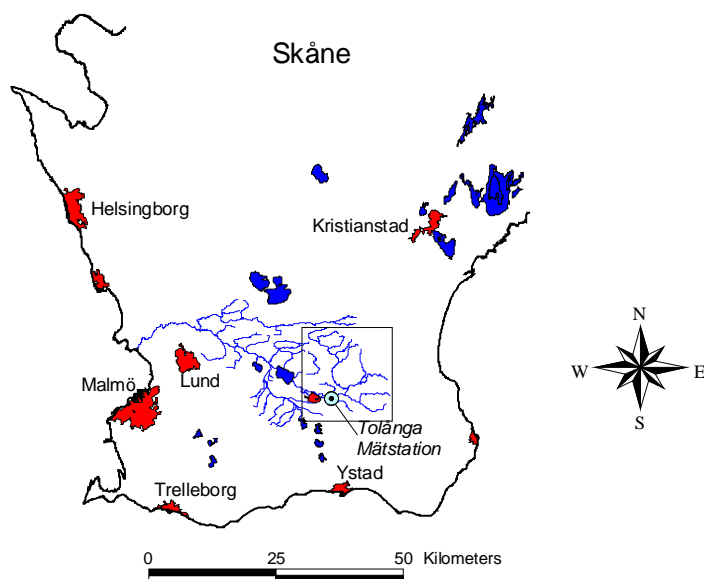 Skåne
Helsingborg
Kristianstad
N
W
E
S
Malmö
Lund
Tolånga
Mätstation
Ystad
Trelleborg
0 25 50 Kilometers